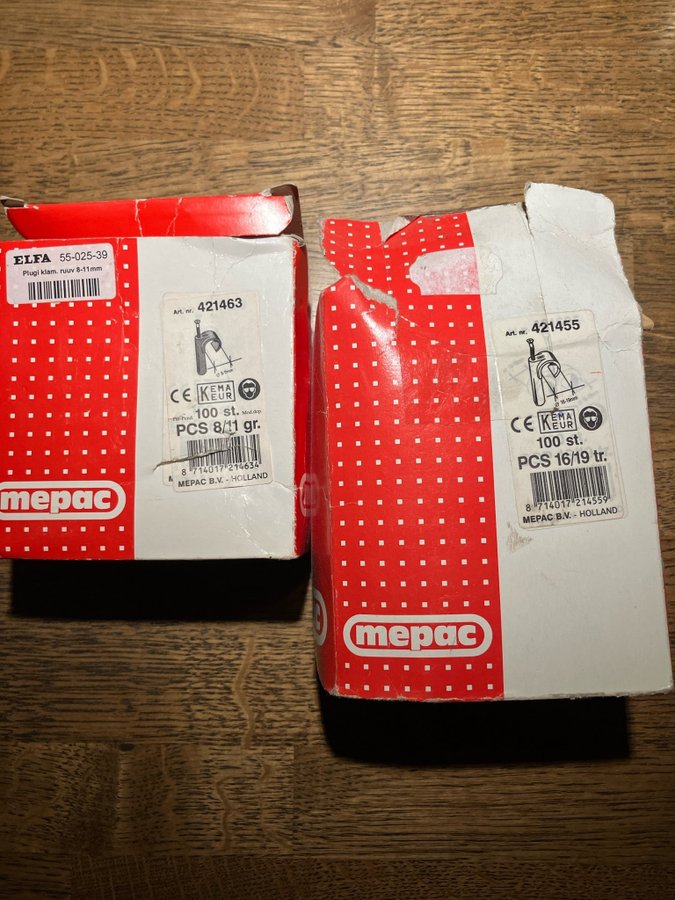 ELFA 55-025-39
Plugi klam. ruuv 8-11mm
Art. nr. 421463
CE KEMA KEUR
100 st.
PCS 8/11 gr.
8 714017 214634
mepac
Art. nr. 421455
16-19mm
CE KEMA KEUR
100 st.
PCS 16/19 tr.
8 714017 214559
MEPAC B.V. - HOLLAND
MEPAC B.V. - HOLLAND
mepac